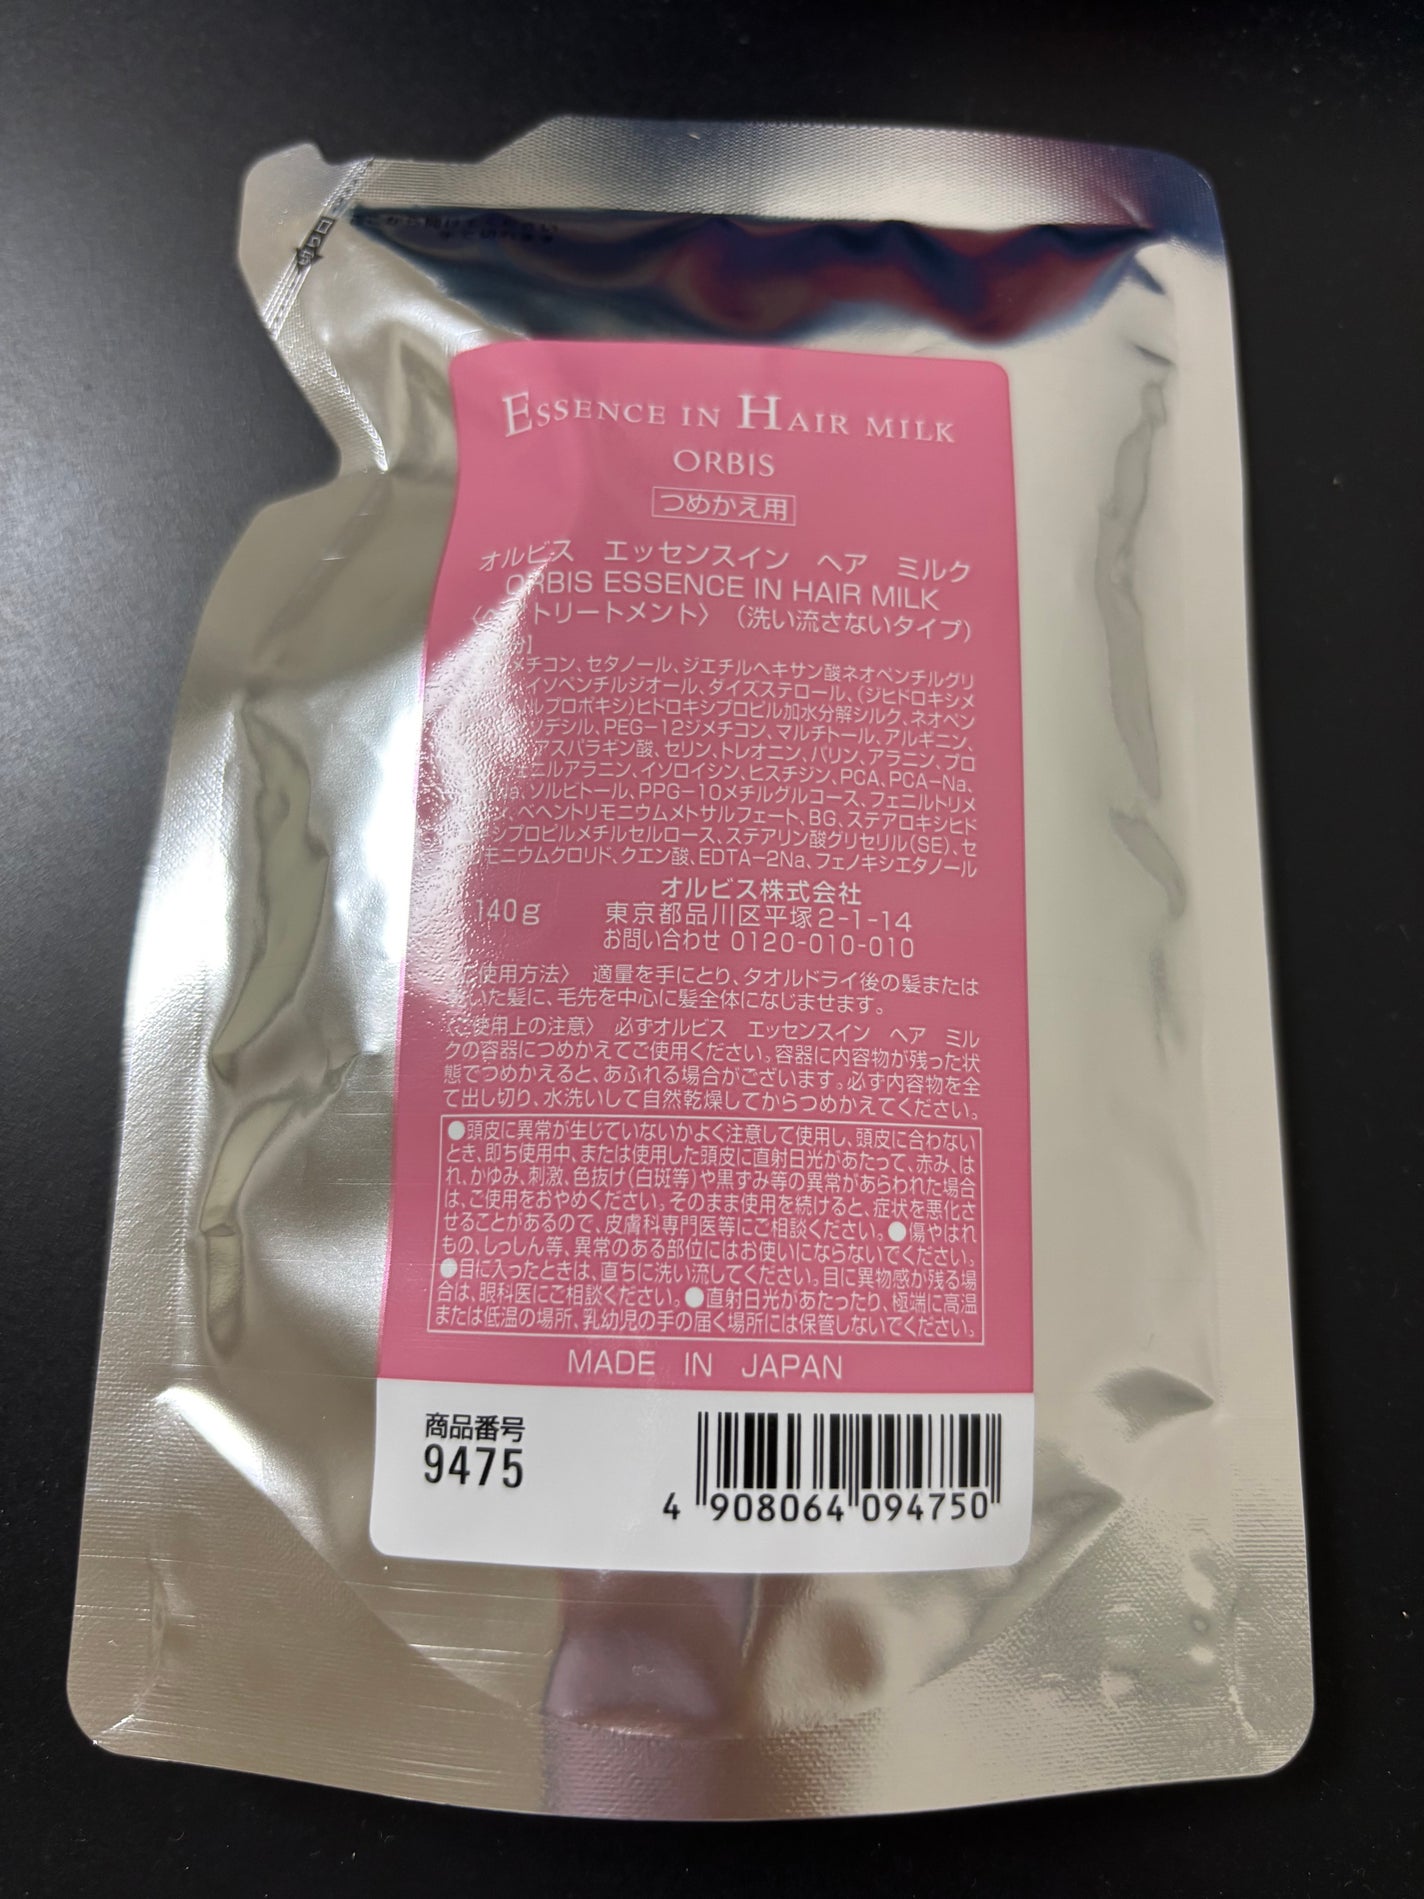 ESSENCE IN HAIR MILK
ORBIS
つめかえ用
オルビス エッセンスイン ヘア ミルク
ORBIS ESSENCE IN HAIR MILK
トリートメント〉(洗い流さないタイプ)
メチコン、セタノール、ジエチルヘキサン酸ネオペンチルグリ
イソペンチルジオール、ダイズステロール、(ジヒドロキシメ
ルプロポキシ)ヒドロキシプロピル加水分解シルク、ネオペン
ソデシル、PEG-12ジメチコン、マルチトール、アルギニン、
アスパラギン酸、セリン、トレオニン、バリン、アラニン、プロ
ェニルアラニン、イソロイシン、ヒスチジン、PCA、PCA-Na、
Na、ソルビトール、PPG-10メチルグルコース、フェニルトリメ
ベヘントリモニウムメトサルフェート、BG、ステアロキシヒド
シプロピルメチルセルロース、ステアリン酸グリセリル(SE)、セ
モニウムクロリド、クエン酸、EDTA-2Na、フェノキシエタノール
オルビス株式会社
140g 東京都品川区平塚2-1-14
お問い合わせ 0120-010-010
使用方法〉 適量を手にとり、タオルドライ後の髪または
いた髪に、毛先を中心に髪全体になじませます。
〈ご使用上の注意〉 必ずオルビス エッセンスイン ヘア ミル
クの容器につめかえてご使用ください。容器に内容物が残った状
態でつめかえると、あふれる場合がございます。必ず内容物を全
て出し切り、水洗いして自然乾燥してからつめかえてください。
●頭皮に異常が生じていないかよく注意して使用し、頭皮に合わない
とき、即ち使用中、または使用した頭皮に直射日光があたって、赤み、は
れ、かゆみ、刺激、色抜け(白斑等)や黒ずみ等の異常があらわれた場合
は、ご使用をおやめください。そのまま使用を続けると、症状を悪化さ
せることがあるので、皮膚科専門医等にご相談ください。●傷やはれ
もの、しっしん等、異常のある部位にはお使いにならないでください。
●目に入ったときは、直ちに洗い流してください。目に異物感が残る場
合は、眼科医にご相談ください。●直射日光があたったり、極端に高温
または低温の場所、乳幼児の手の届く場所には保管しないでください。
MADE IN JAPAN
商品番号
9475
4 908064 094750